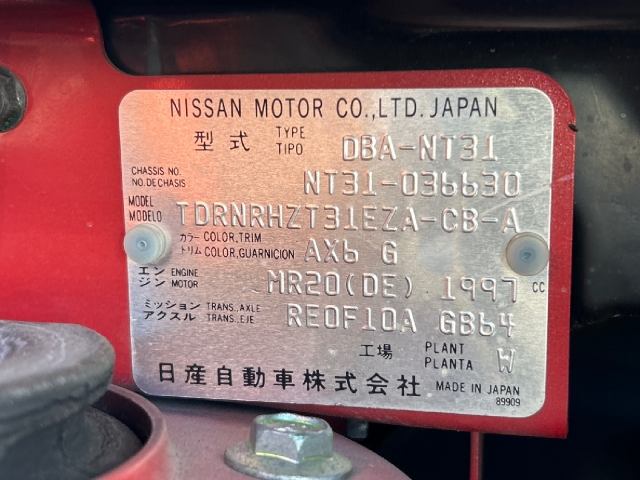 NISSAN MOTOR CO.,LTD. JAPAN
型式 TYPE TIPO DBA-NT31
CHASSIS NO. NO. DE CHASIS NT31-036630
MODEL MODELO TDRNRHZT31EZA-CB-A
カラー COLOR,TRIM
トリム COLOR,GUARNICION AX6 G
エンジン ENGINE MOTOR MR20(DE) 1997 CC
ミッション TRANS.,AXLE
アクスル TRANS.,EJE RE0F10A GB64
工場 PLANT PLANTA W
日産自動車株式会社 MADE IN JAPAN
89909